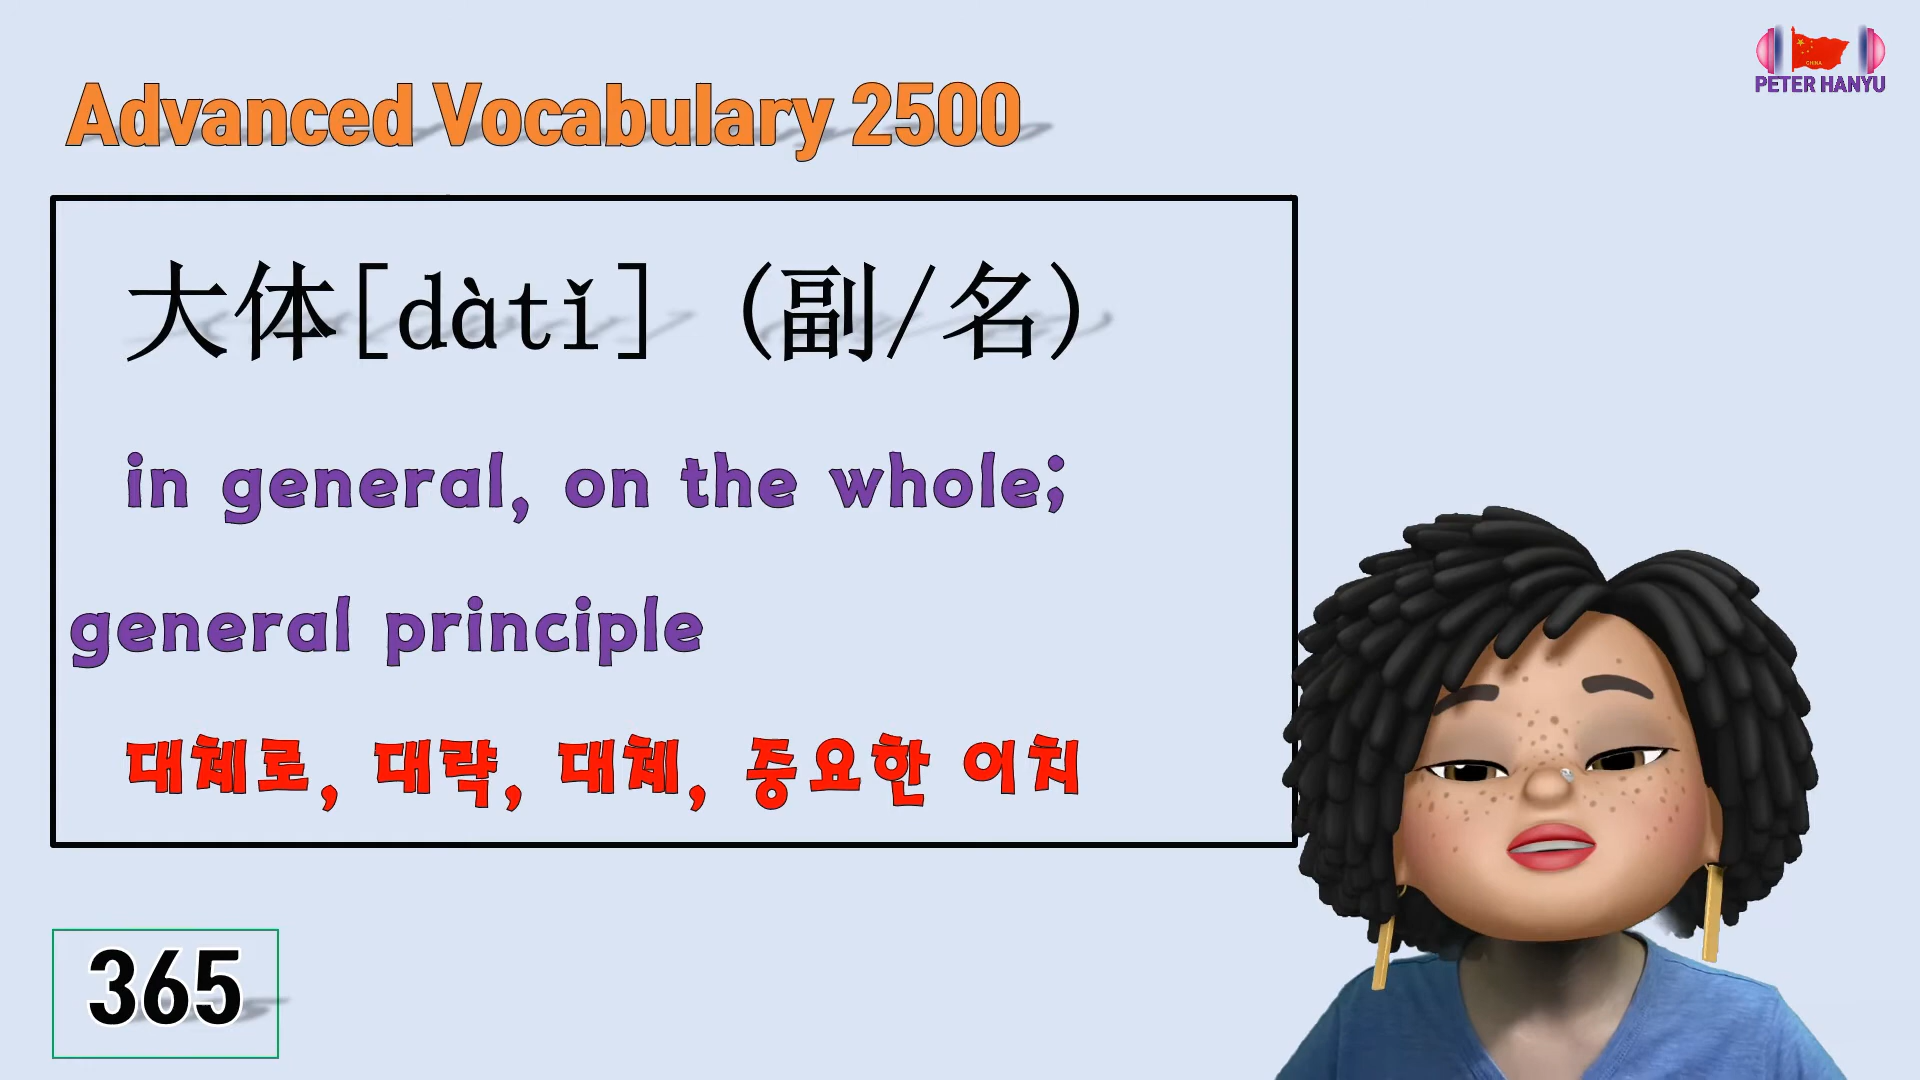 CHINA
PETER HANYU
Advanced Vocabulary 2500
大体[dàtǐ] (副/名)
in general, on the whole;
general principle
대체로, 대략, 대체, 중요한 이치
365